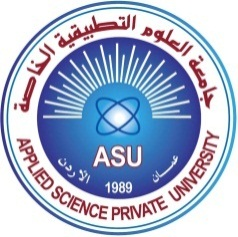 جامعة العلوم التطبيقية الخاصة
ASU
عمان
الأردن
1989
APPLIED SCIENCE PRIVATE UNIVERSITY